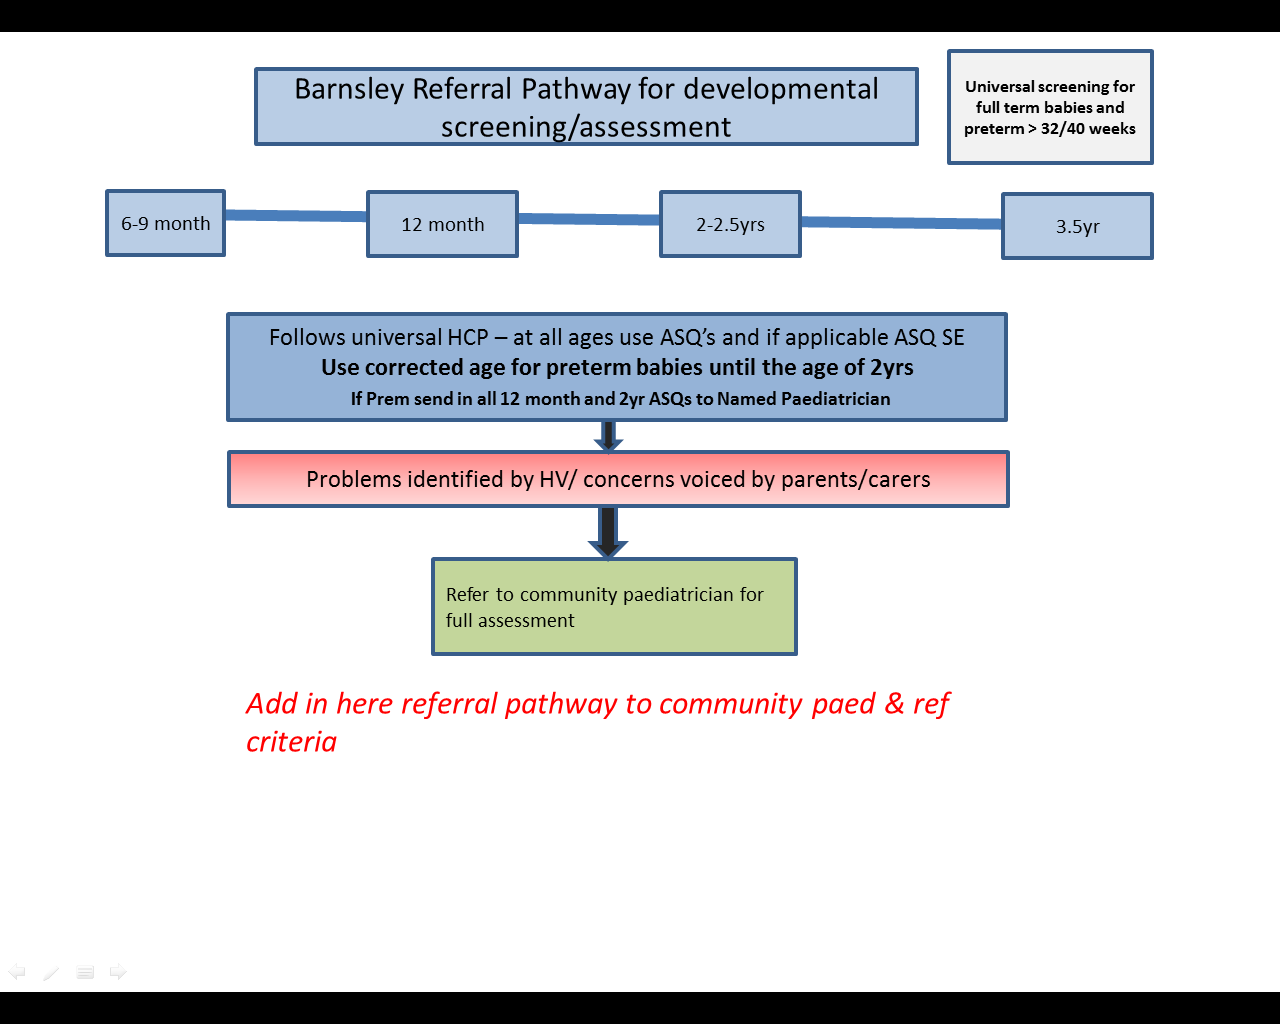 Barnsley Referral Pathway for developmental
screening/assessment
Universal screening for
full term babies and
preterm > 32/40 weeks
6-9 month
12 month
2-2.5yrs
3.5yr
Follows universal HCP – at all ages use ASQ’s and if applicable ASQ SE
Use corrected age for preterm babies until the age of 2yrs
If Prem send in all 12 month and 2yr ASQs to Named Paediatrician
Problems identified by HV/ concerns voiced by parents/carers
Refer to community paediatrician for
full assessment
Add in here referral pathway to community paed & ref
criteria